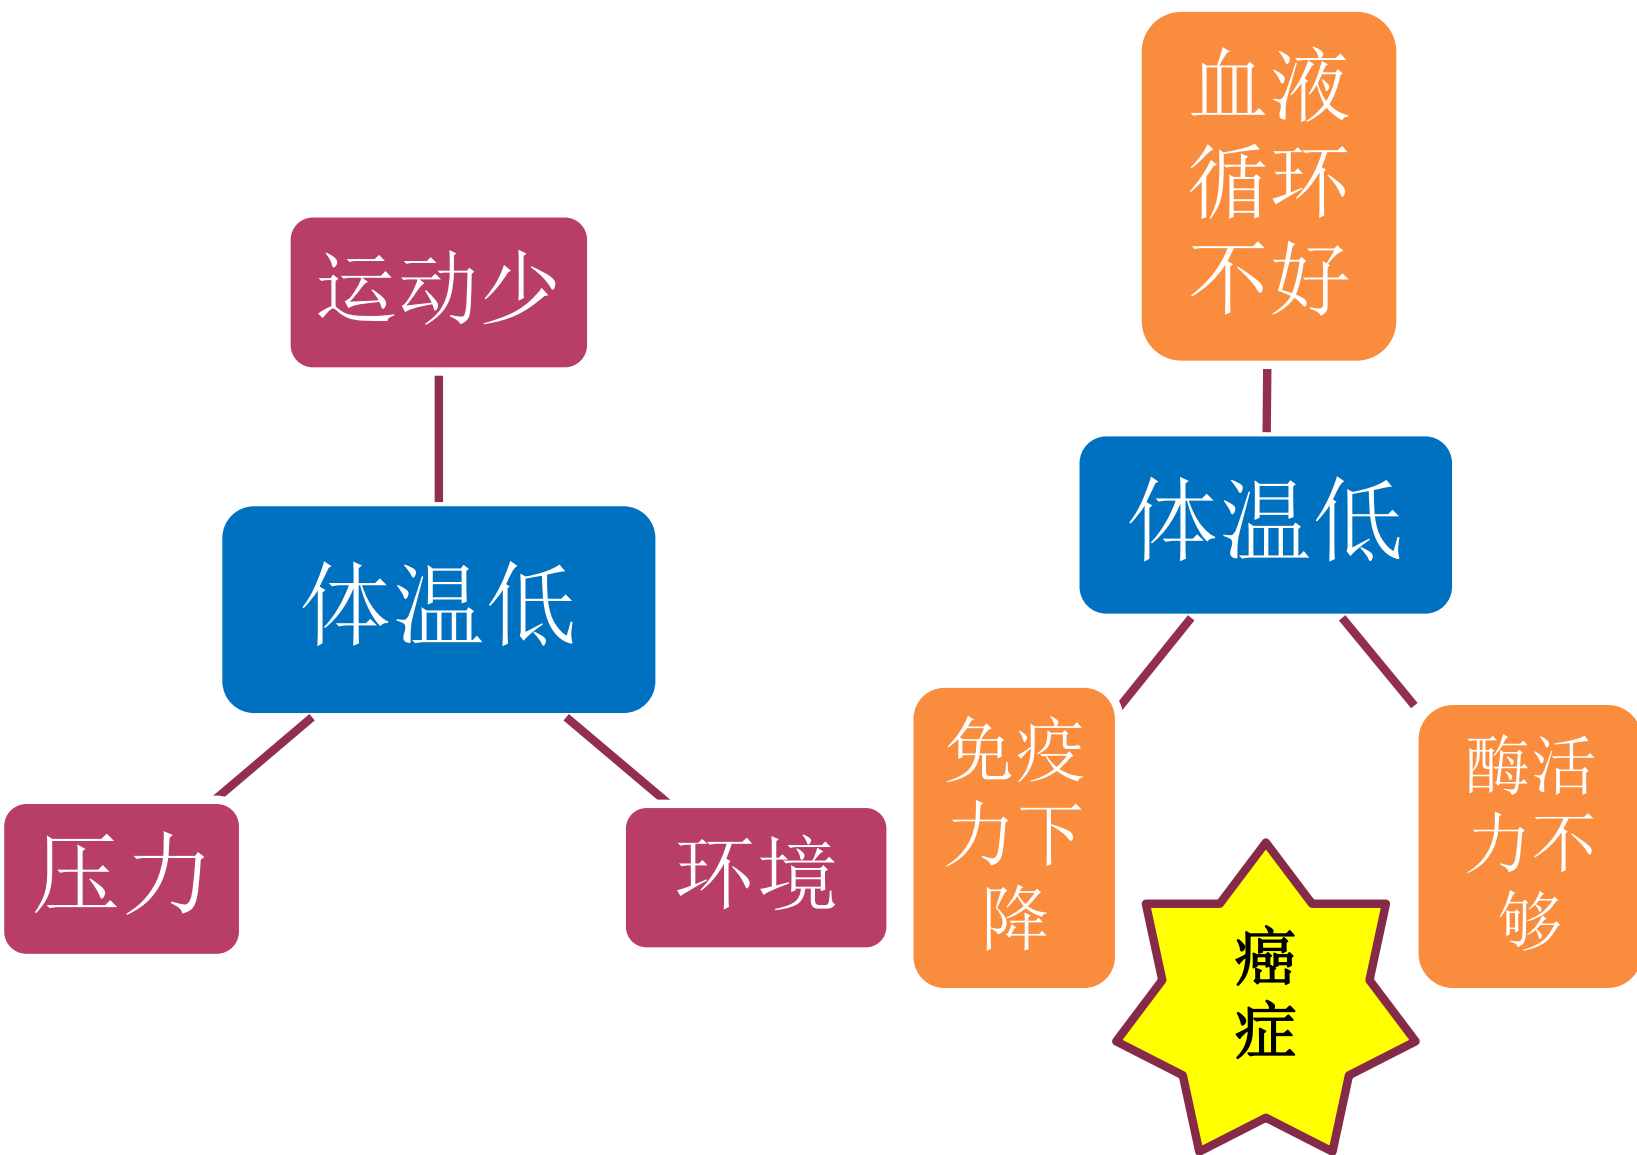 运动少
体温低
压力
环境
血液
循环
不好
体温低
免疫
力下
降
酶活
力不
够
癌
症